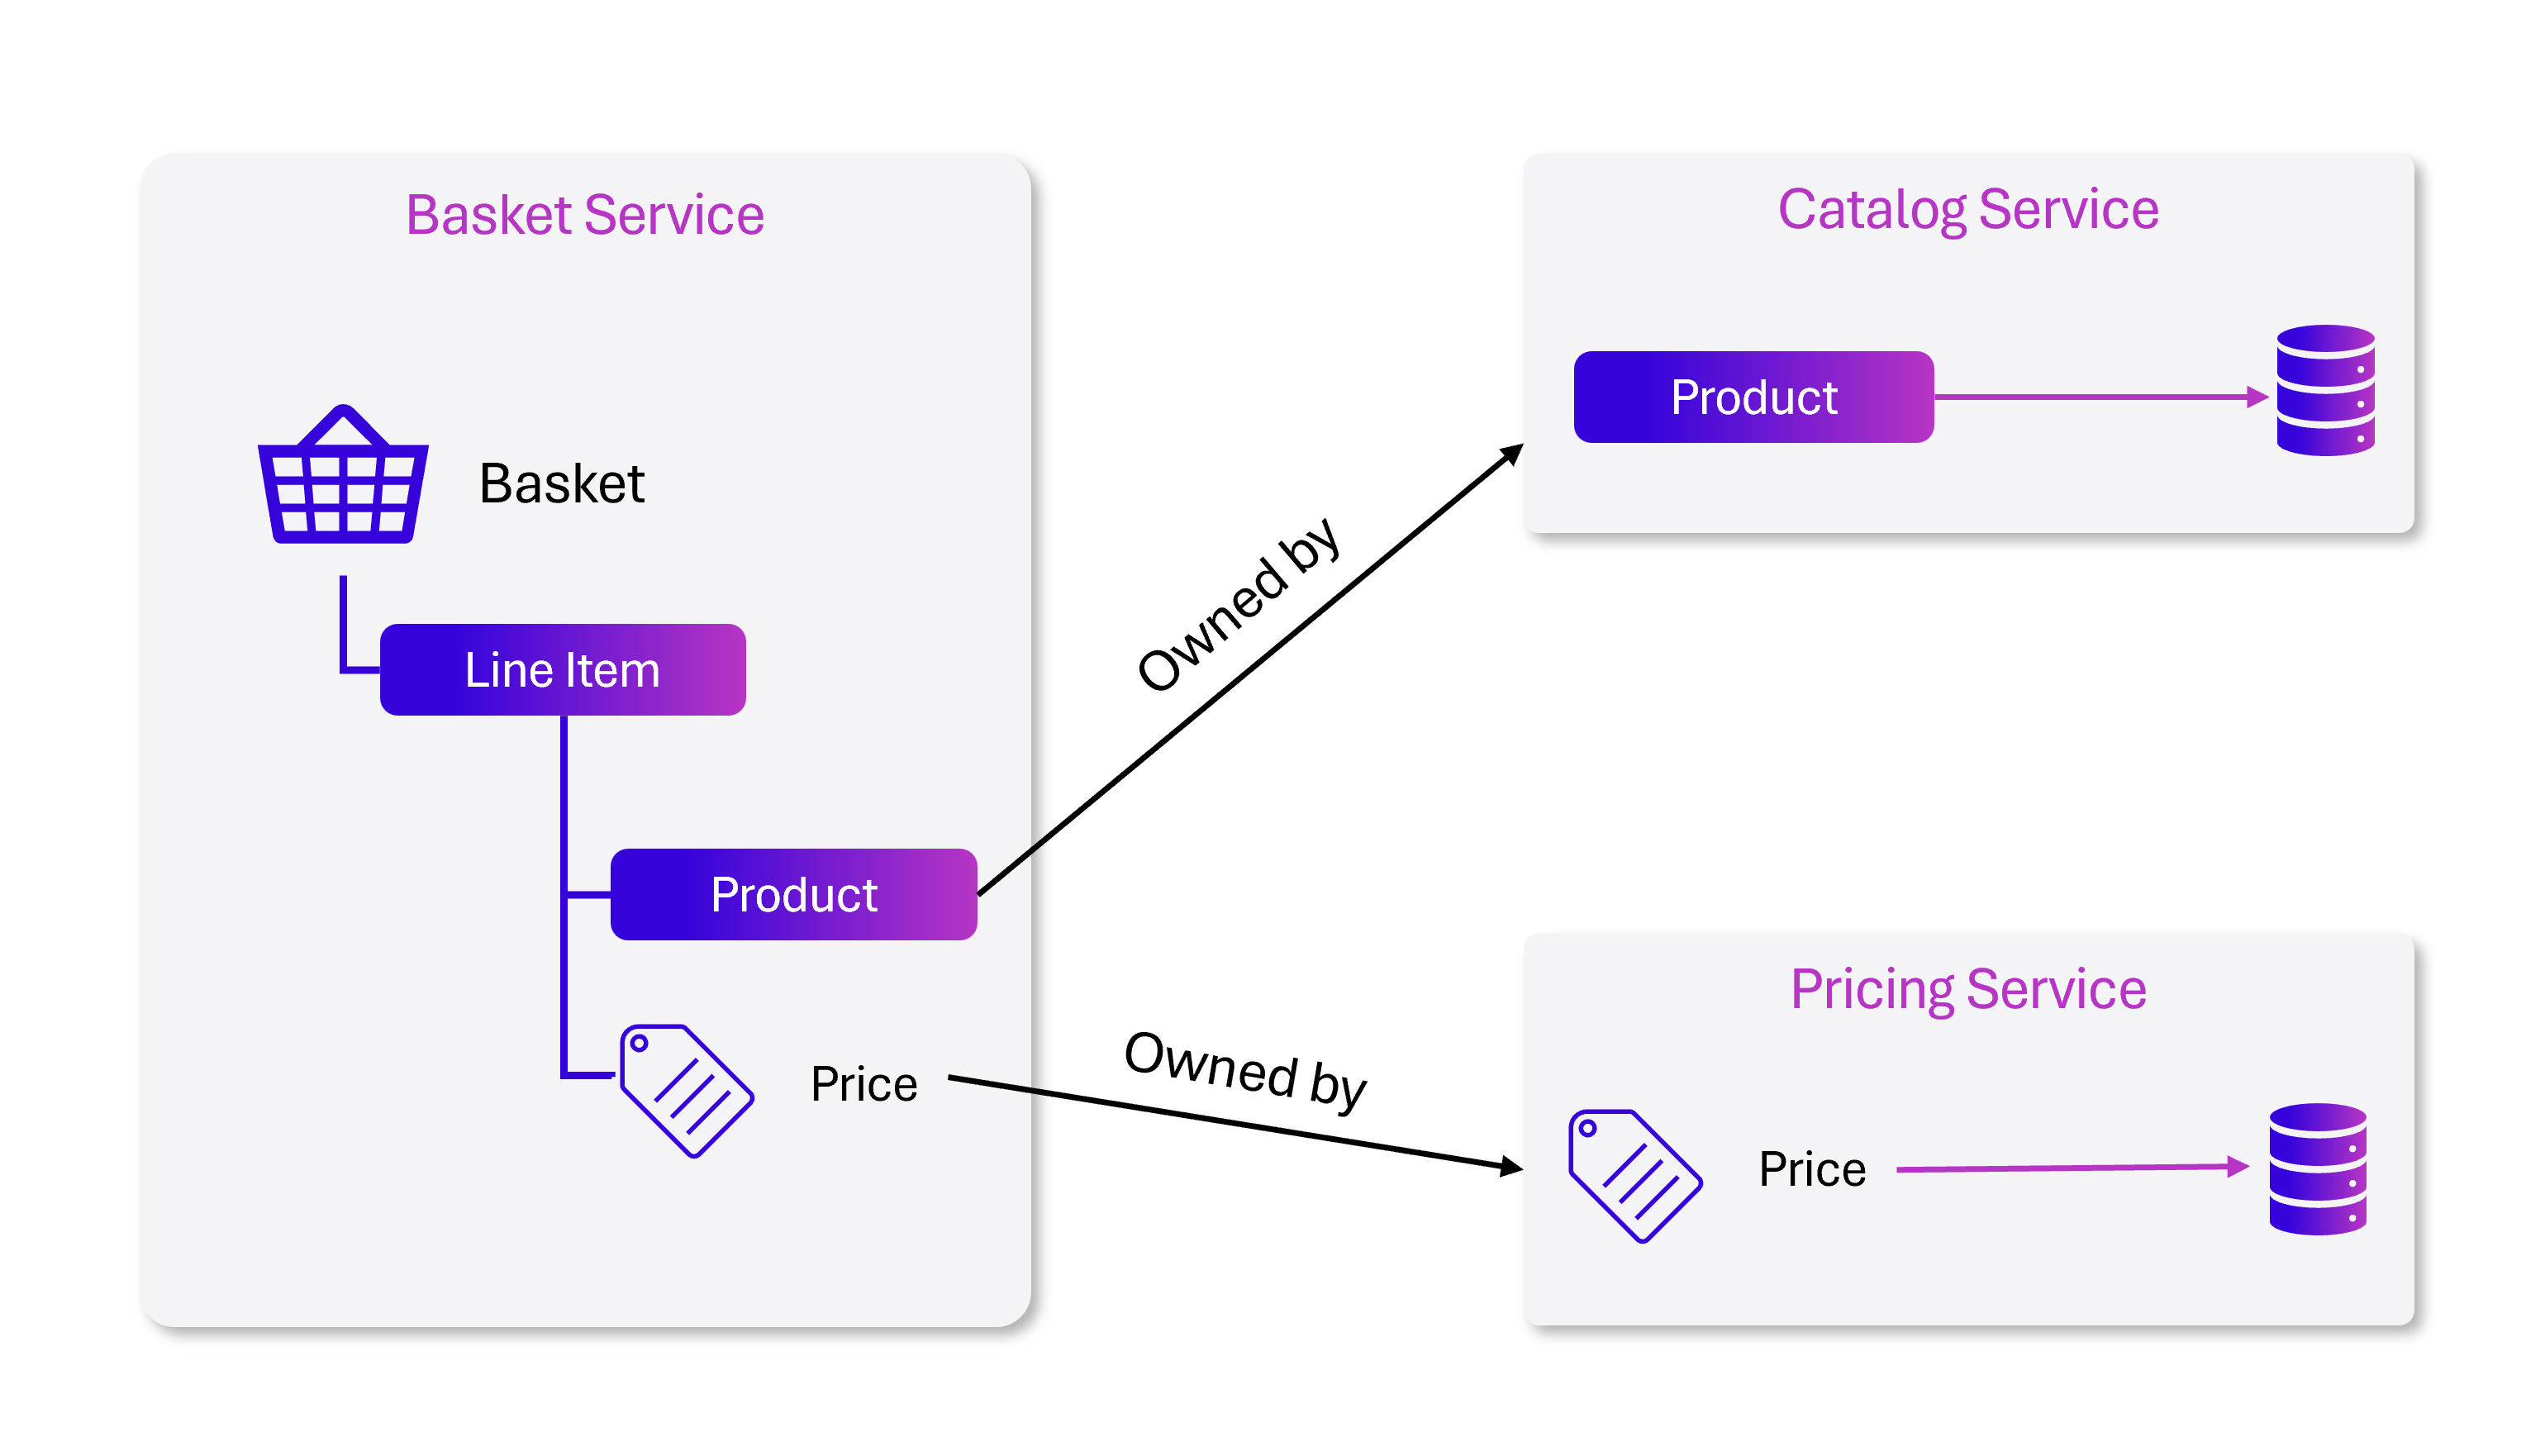 Basket Service
Basket
Line Item
Product
Price
Owned by
Owned by
Catalog Service
Product
Pricing Service
Price